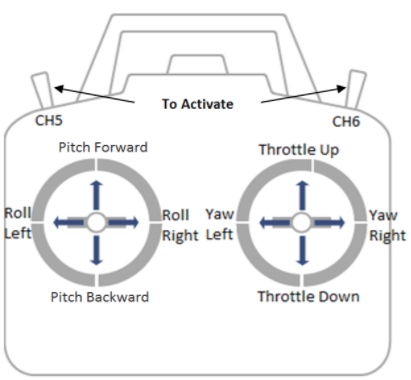 To Activate
CH5
CH6
Pitch Forward
Throttle Up
Roll
Left
Roll
Right
Yaw
Left
Yaw
Right
Pitch Backward
Throttle Down